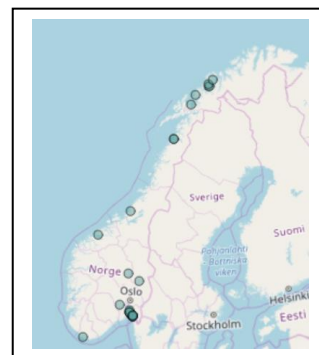 Sverige
Suomi
Pohjanlahti
- Bottniska
viken
Norge
Oslo
Helsinki
Stockholm
Eesti